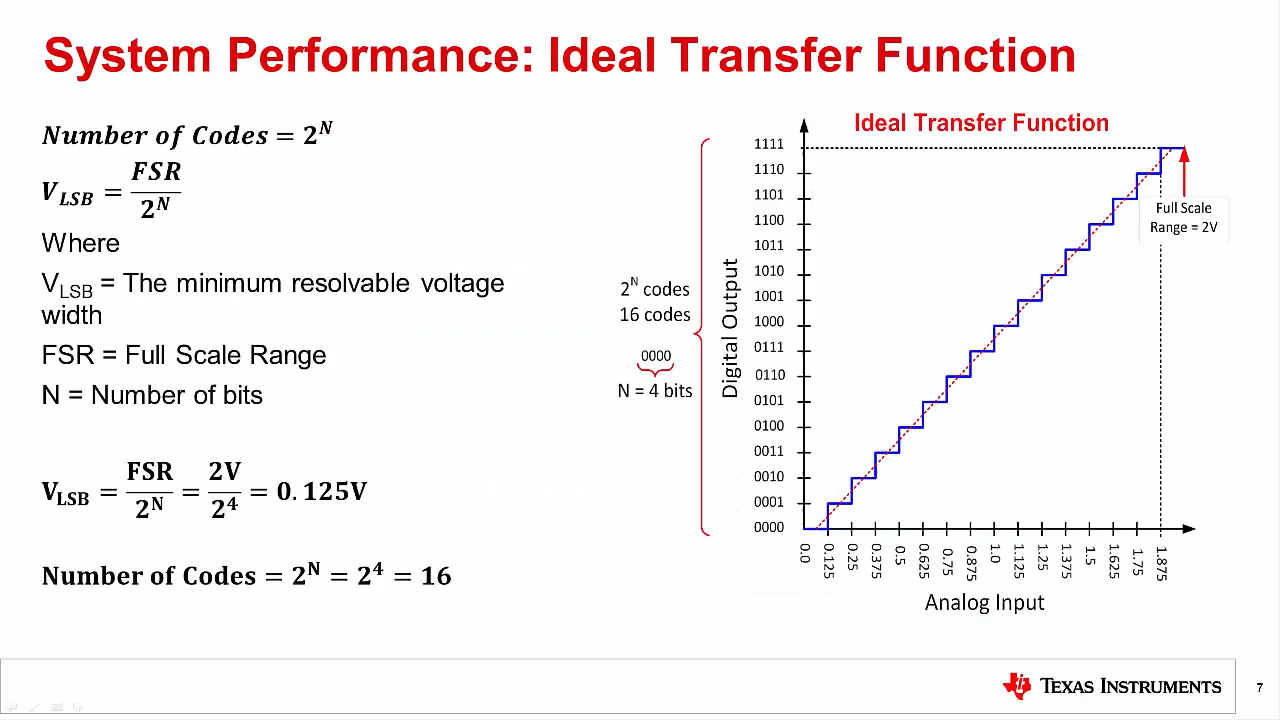 System Performance: Ideal Transfer Function
Number of Codes = 2^N
V_LSB = FSR / 2^N
Where
V_LSB = The minimum resolvable voltage
width
FSR = Full Scale Range
N = Number of bits
V_LSB = FSR / 2^N = 2V / 2^4 = 0.125V
Number of Codes = 2^N = 2^4 = 16
Ideal Transfer Function
1111
1110
1101
1100
1011
1010
1001
1000
0111
0110
0101
0100
0011
0010
0001
0000
Digital Output
2^N codes
16 codes
0000
N = 4 bits
Full Scale
Range = 2V
0.0
0.125
0.25
0.375
0.5
0.625
0.75
0.875
1.0
1.125
1.25
1.375
1.5
1.625
1.75
1.875
Analog Input
TEXAS INSTRUMENTS
7